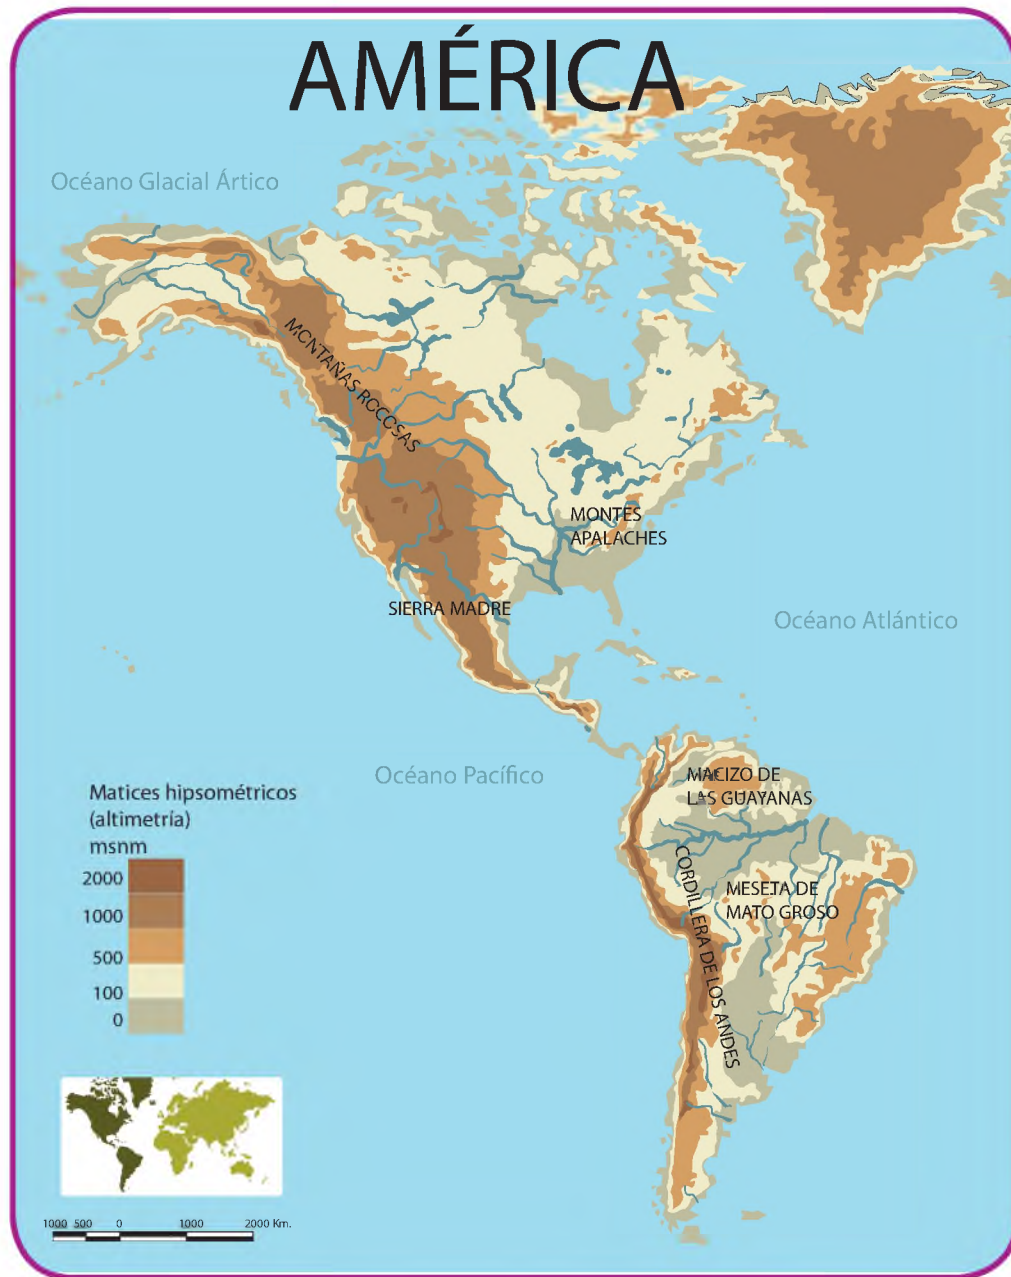 AMÉRICA
Océano Glacial Ártico
MONTAÑAS ROCOSAS
MONTES
APALACHES
SIERRA MADRE
Océano Atlántico
Océano Pacífico
MACIZO DE
LAS GUAYANAS
CORDILLERA DE LOS ANDES
MESETA DE
MATO GROSO
Matices hipsométricos
(altimetría)
msnm
2000
1000
500
100
0
1000 500 0 1000 2000 Km.